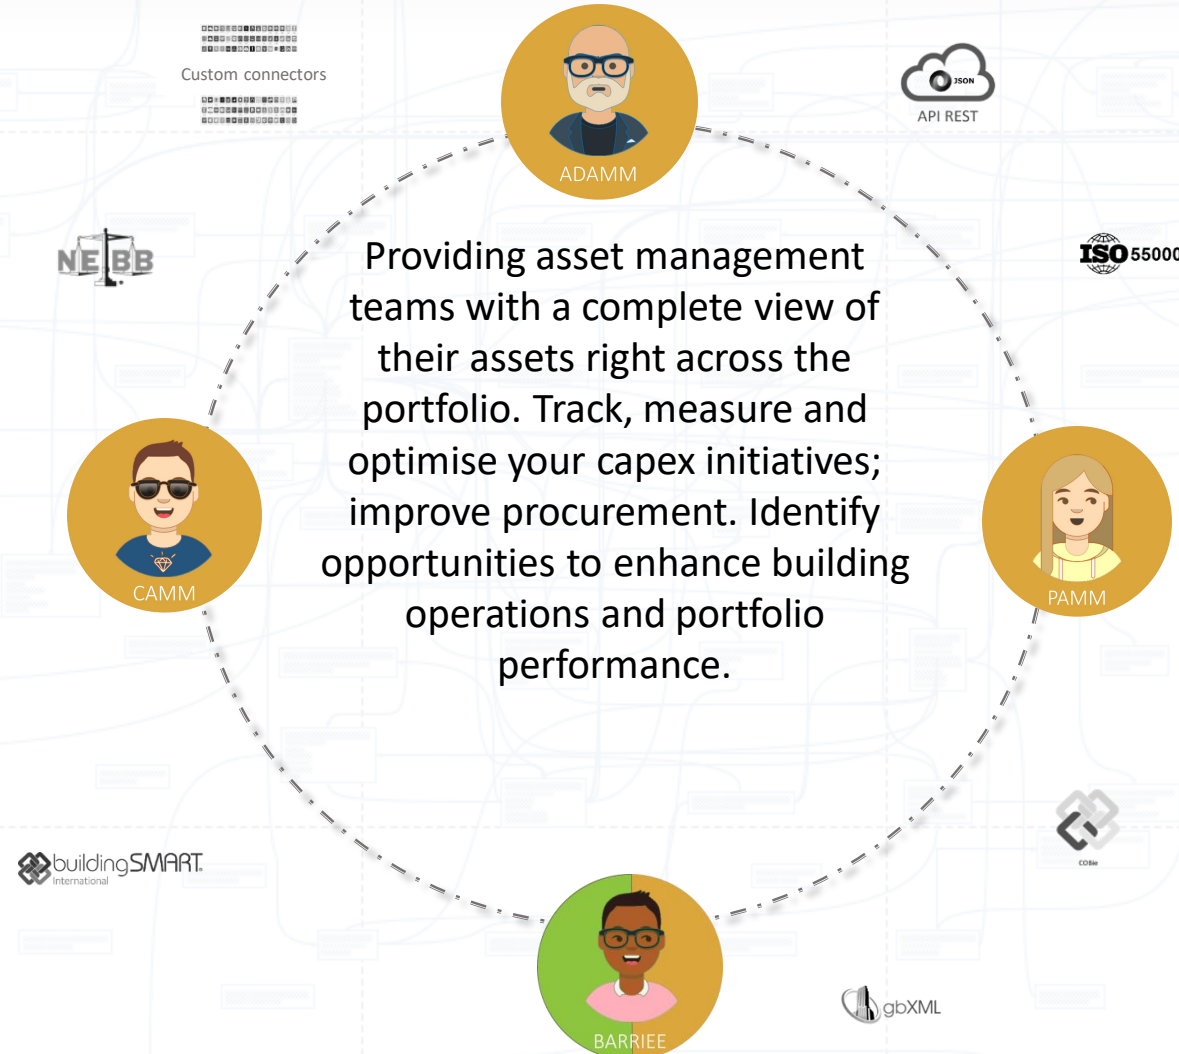 Custom connectors
ADAMM
JSON
API REST
NEBB
ISO 55000
Providing asset management
teams with a complete view of
their assets right across the
portfolio. Track, measure and
optimise your capex initiatives;
improve procurement. Identify
opportunities to enhance building
operations and portfolio
performance.
CAMM
PAMM
buildingSMART
International
COBie
gbXML
BARRIEE